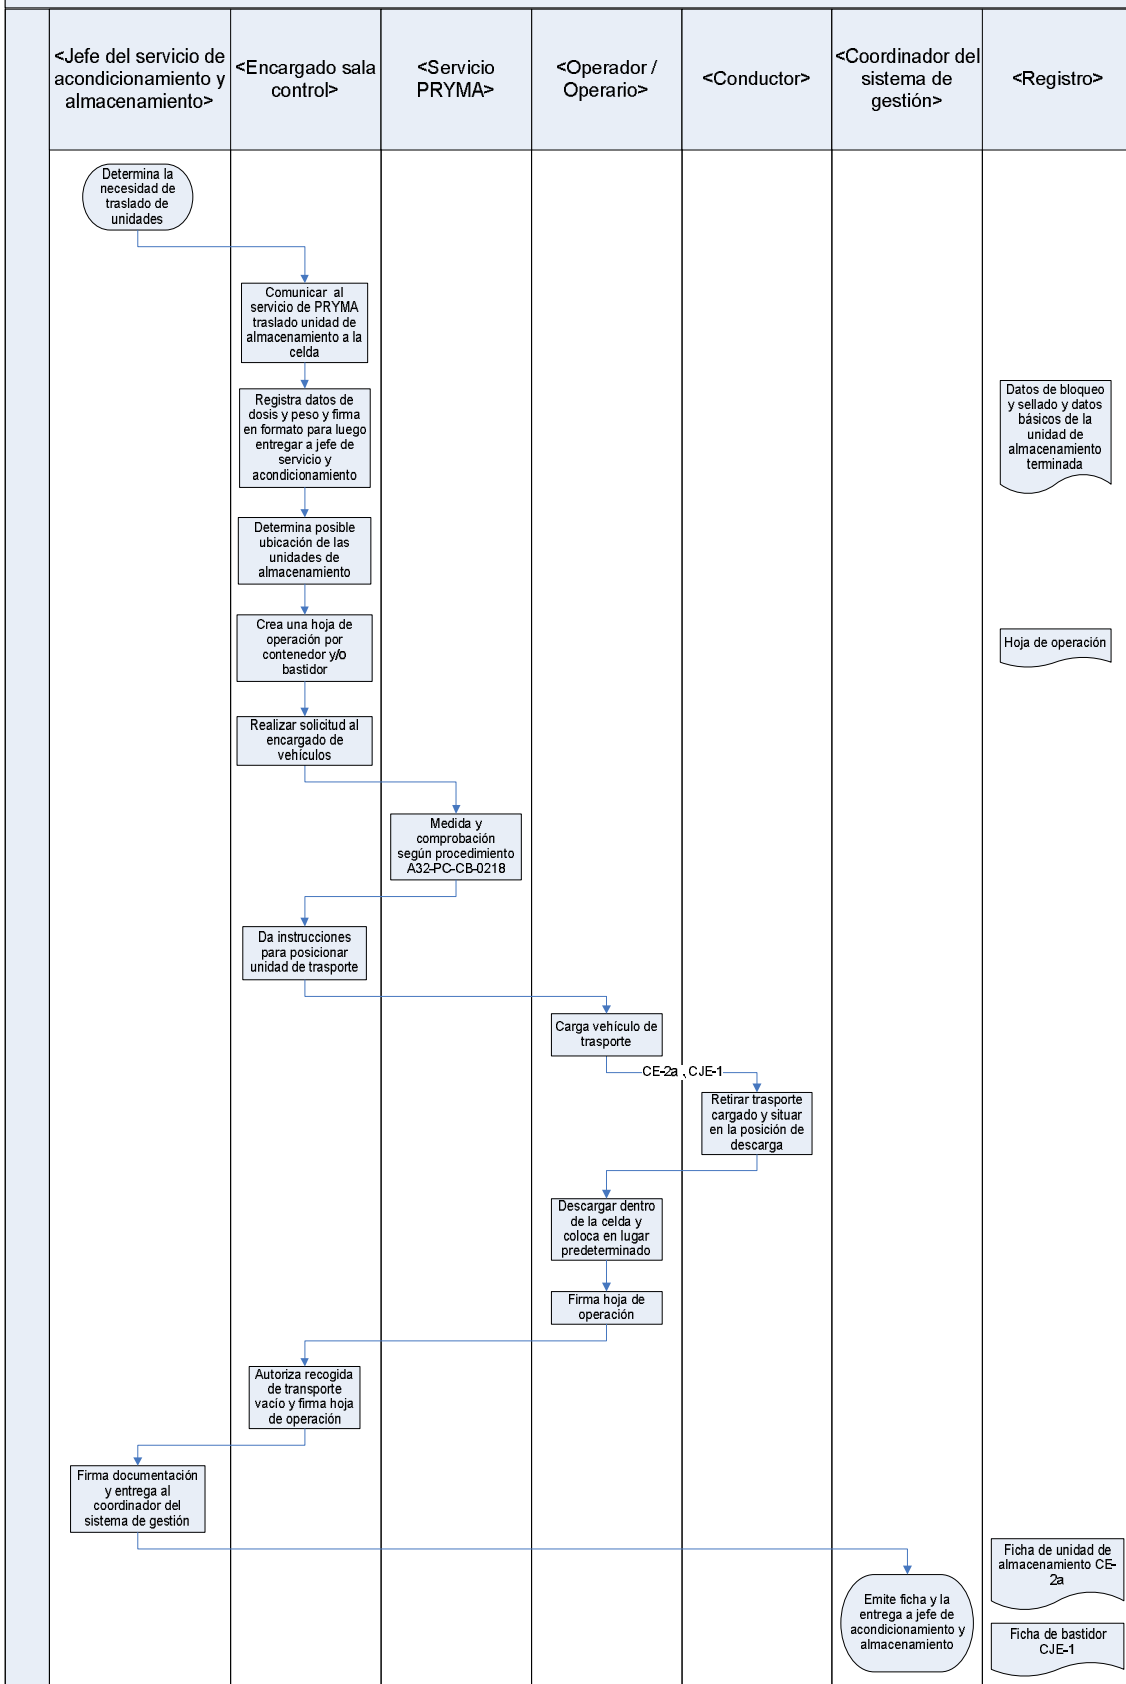 <Jefe del servicio de
acondicionamiento y
almacenamiento>
<Encargado sala
control>
<Servicio
PRYMA>
<Operador /
Operario>
<Conductor>
<Coordinador del
sistema de
gestión>
<Registro>
Determina la
necesidad de
traslado de
unidades
Comunicar al
servicio de PRYMA
traslado unidad de
almacenamiento a la
celda
Registra datos de
dosis y peso y firma
en formato para luego
entregar a jefe de
servicio y
acondicionamiento
Datos de bloqueo
y sellado y datos
básicos de la
unidad de
almacenamiento
terminada
Determina posible
ubicación de las
unidades de
almacenamiento
Crea una hoja de
operación por
contenedor y/o
bastidor
Hoja de operación
Realizar solicitud al
encargado de
vehículos
Medida y
comprobación
según procedimiento
A32-PC-CB-0218
Da instrucciones
para posicionar
unidad de trasporte
Carga vehículo de
trasporte
CE-2a , CJE-1
Retirar trasporte
cargado y situar
en la posición de
descarga
Descargar dentro
de la celda y
coloca en lugar
predeterminado
Firma hoja de
operación
Autoriza recogida
de transporte
vacío y firma hoja
de operación
Firma documentación
y entrega al
coordinador del
sistema de gestión
Ficha de unidad de
almacenamiento CE-
2a
Emite ficha y la
entrega a jefe de
acondicionamiento y
almacenamiento
Ficha de bastidor
CJE-1